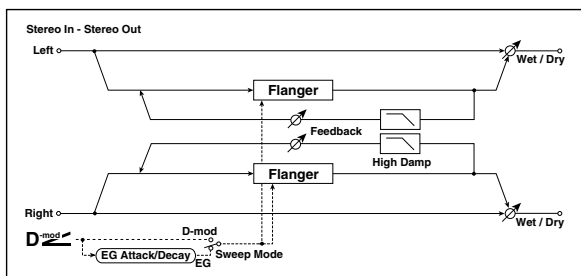 Stereo In - Stereo Out
Left
Wet / Dry
Flanger
Feedback
High Damp
Flanger
Right
Wet / Dry
D-mod
D-mod
EG Attack/Decay
EG
Sweep Mode